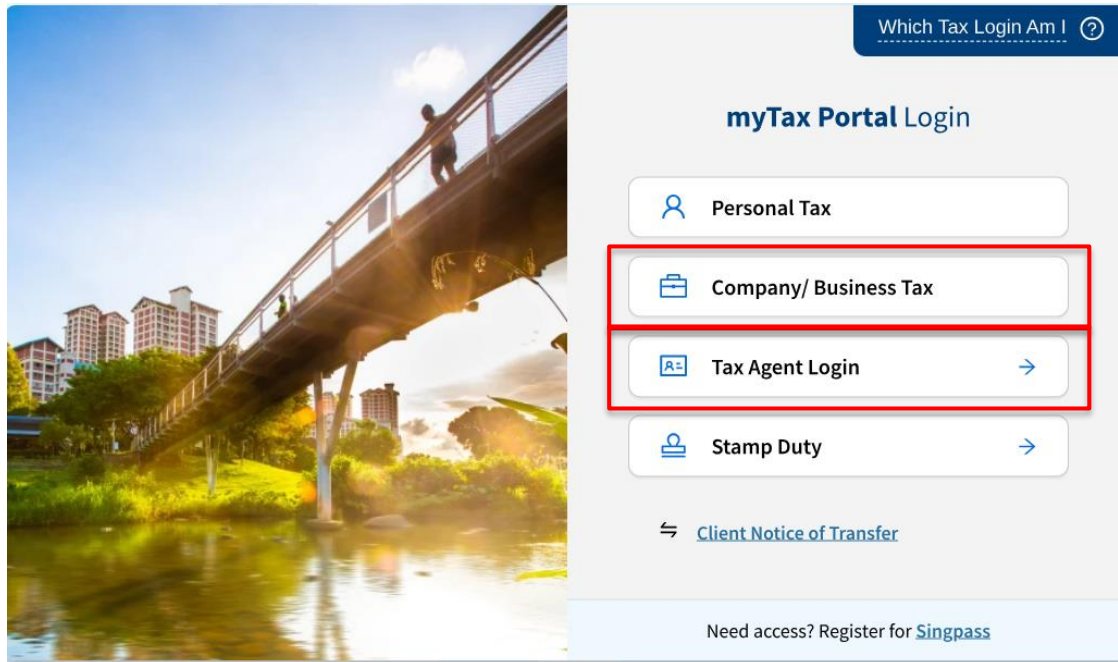 Which Tax Login Am I
myTax Portal Login
Personal Tax
Company/ Business Tax
Tax Agent Login
Stamp Duty
Client Notice of Transfer
Need access? Register for Singpass